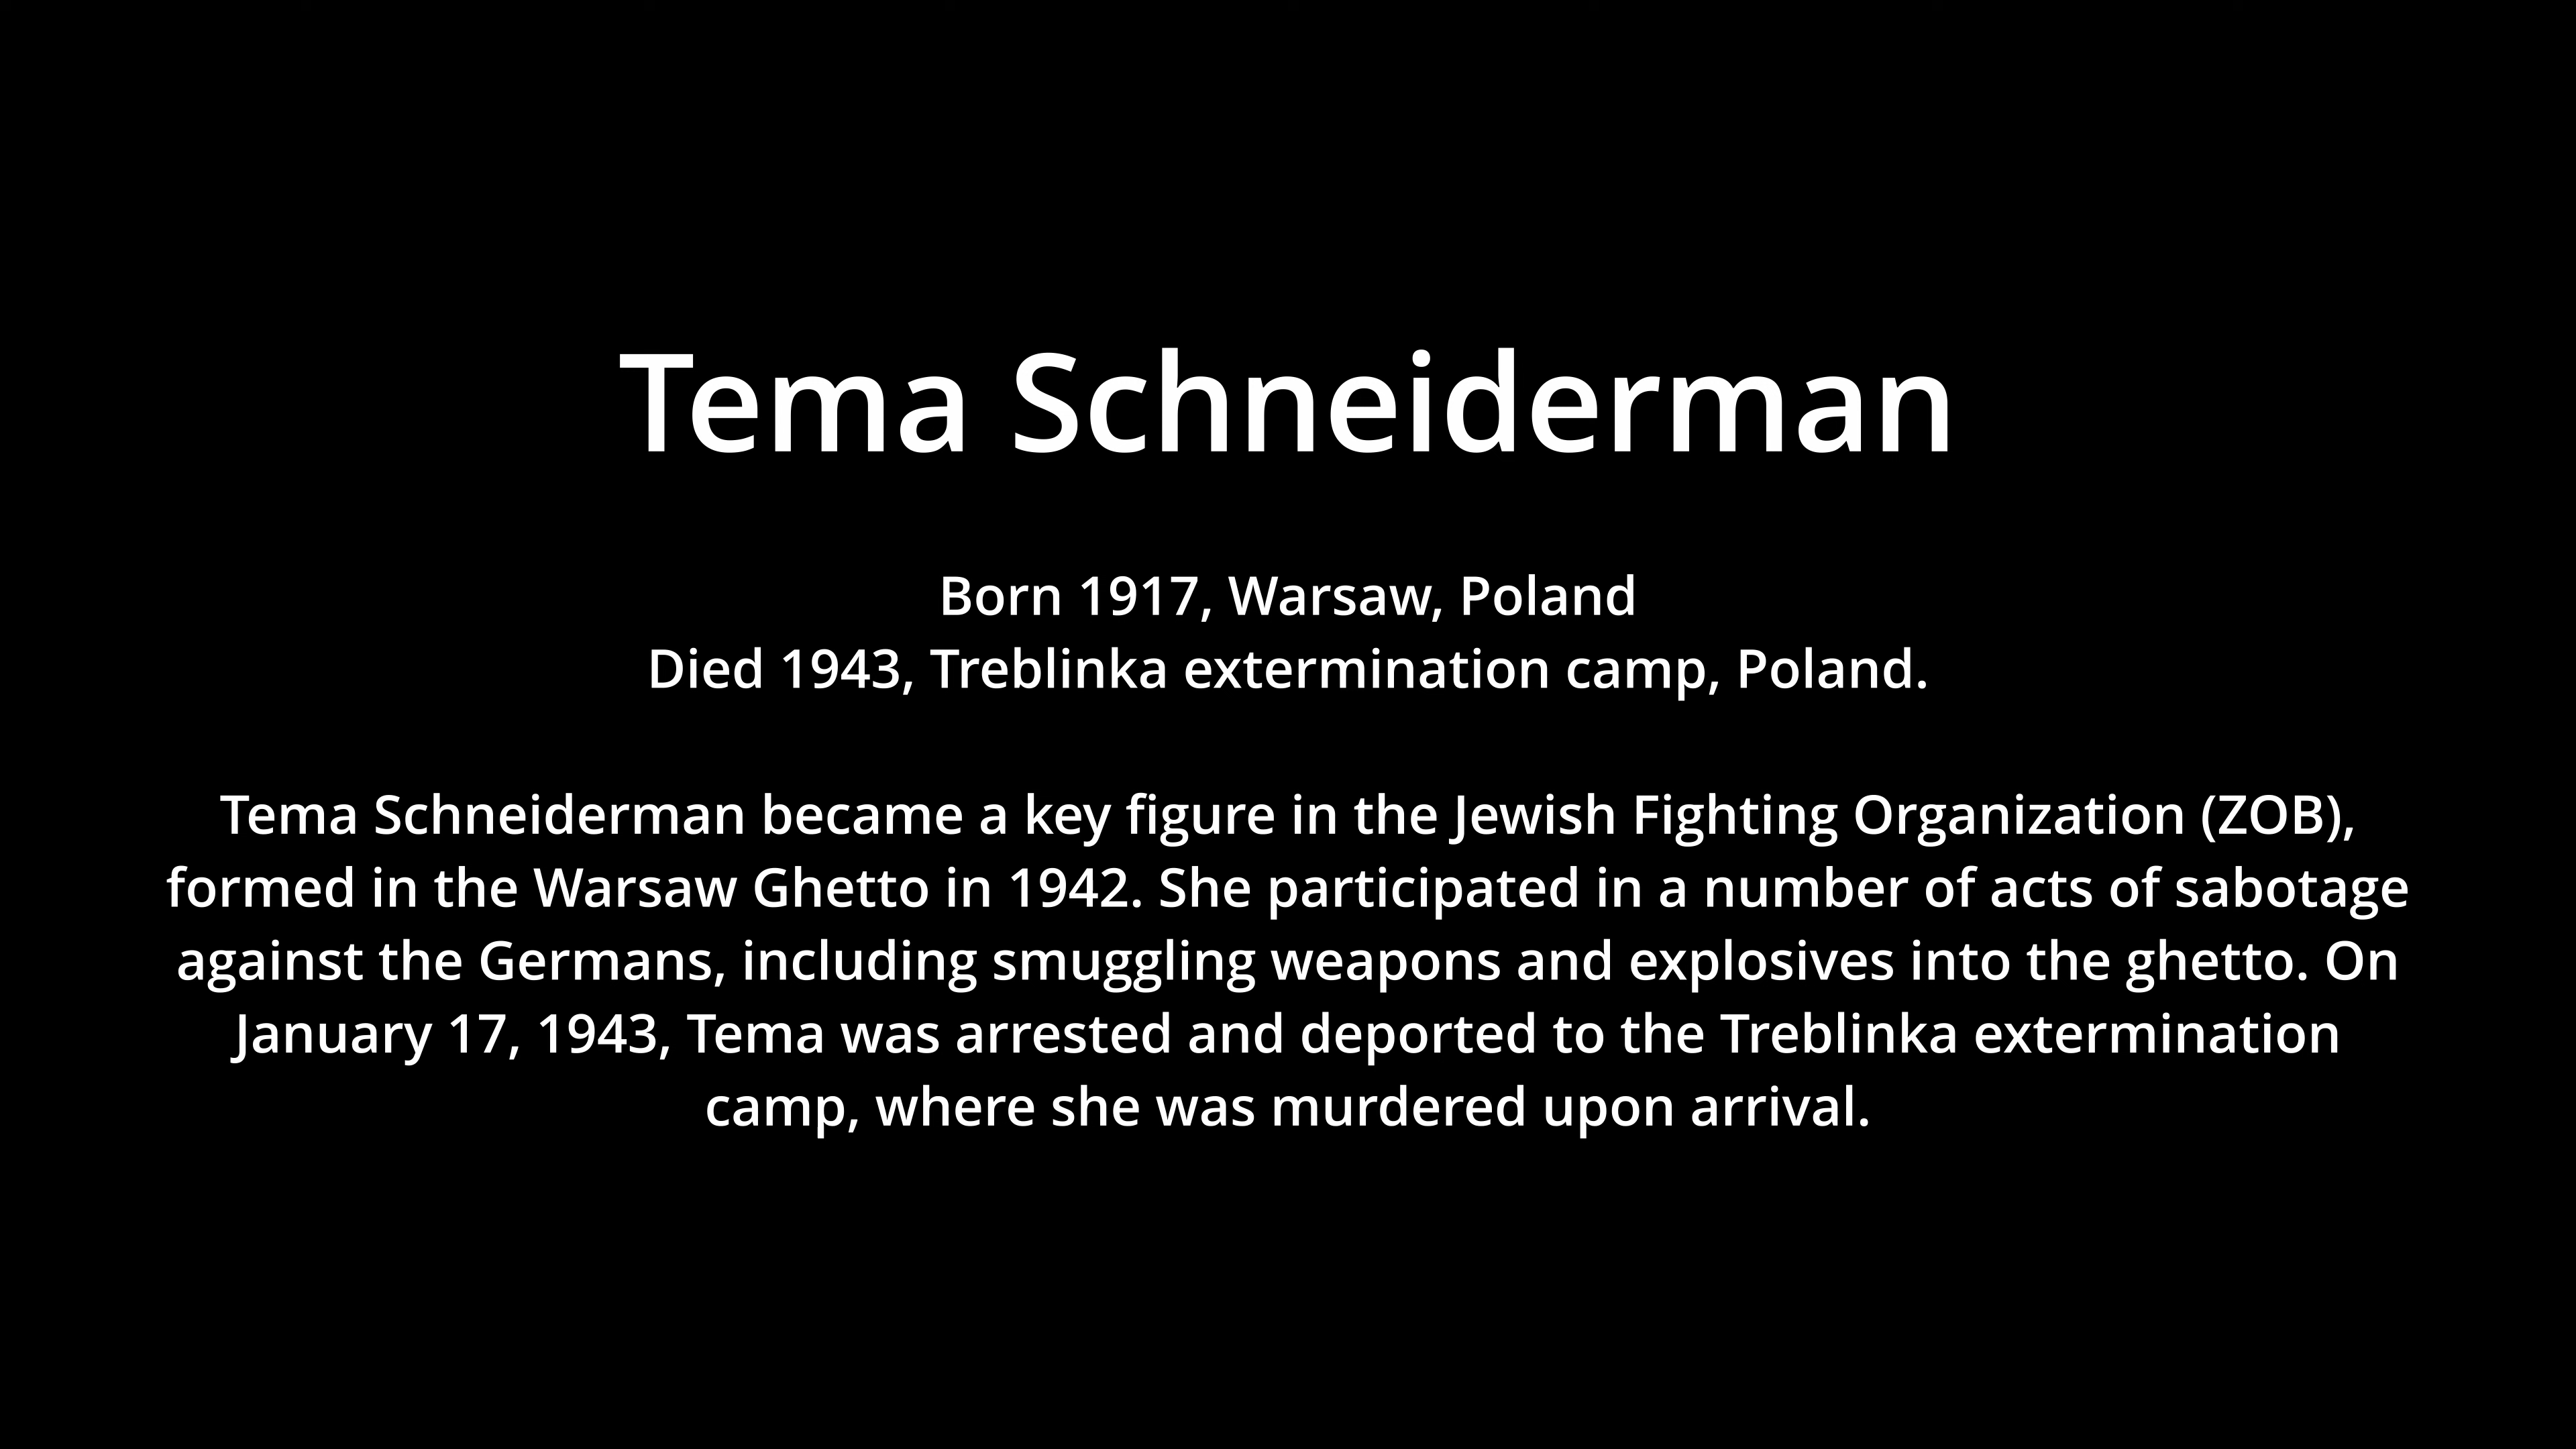 Tema Schneiderman
Born 1917, Warsaw, Poland
Died 1943, Treblinka extermination camp, Poland.
Tema Schneiderman became a key figure in the Jewish Fighting Organization (ZOB),
formed in the Warsaw Ghetto in 1942. She participated in a number of acts of sabotage
against the Germans, including smuggling weapons and explosives into the ghetto. On
January 17, 1943, Tema was arrested and deported to the Treblinka extermination
camp, where she was murdered upon arrival.